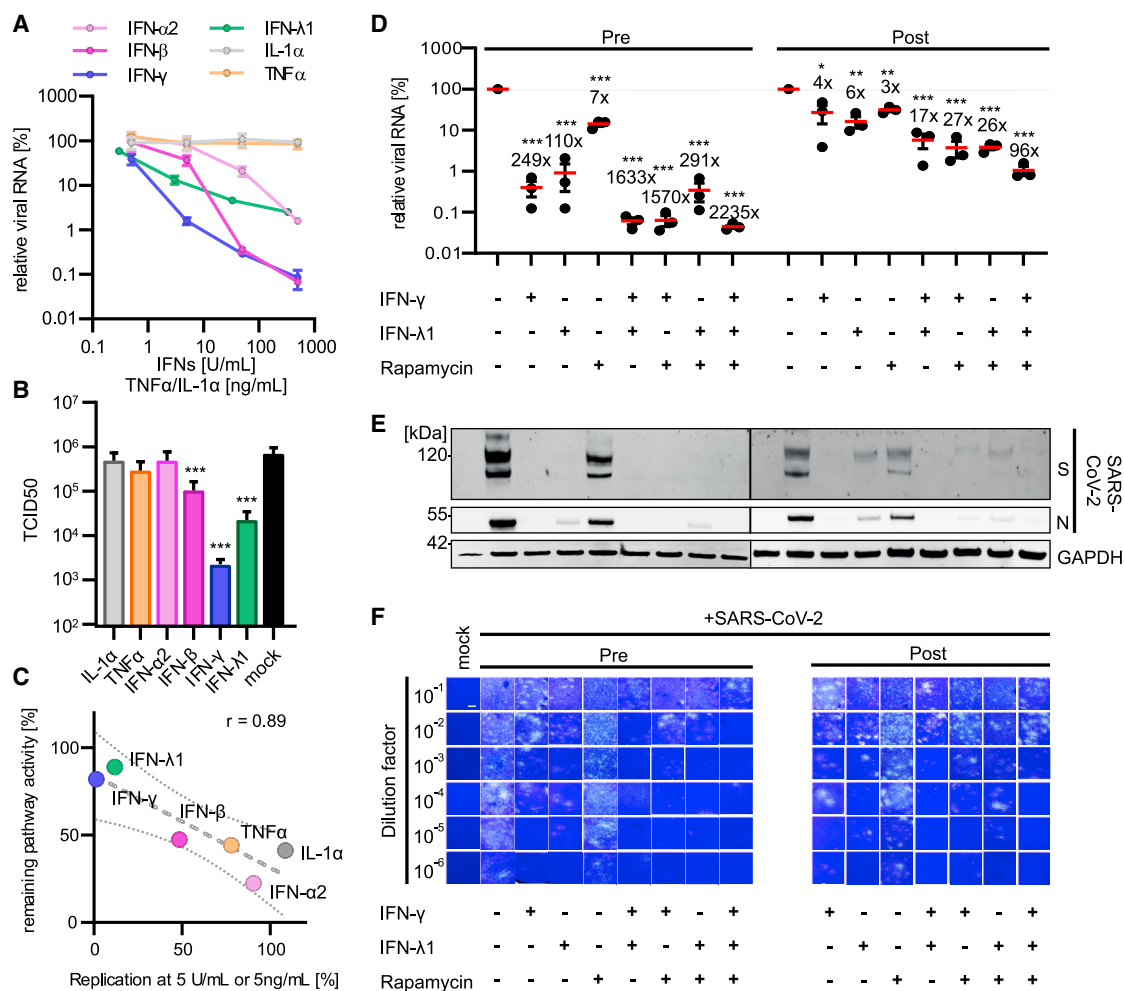 A
IFN-α2
IFN-β
IFN-γ
IFN-λ1
IL-1α
TNFα
relative viral RNA [%]
1000
100
10
1
0.1
0.01
0.1 1 10 100 1000
IFNs [U/mL]
TNFα/IL-1α [ng/mL]
B
TCID50
10⁷
10⁶
10⁵
10⁴
10³
10²
*** *** ***
IL-1α TNFα IFN-α2 IFN-β IFN-γ IFN-λ1 mock
C
r = 0.89
remaining pathway activity [%]
100
50
0
IFN-λ1
IFN-γ
IFN-β
TNFα
IL-1α
IFN-α2
0 50 100
Replication at 5 U/mL or 5ng/mL [%]
D
Pre Post
relative viral RNA [%]
1000
100
10
1
0.1
0.01
*** 249x
*** 110x
*** 7x
*** 1633x
*** 1570x
*** 291x
*** 2235x
* 4x
** 6x
** 3x
*** 17x
*** 27x
*** 26x
*** 96x
IFN-γ - + - - + + - + - + - - + + - +
IFN-λ1 - - + - + - + + - - + - + - + +
Rapamycin - - - + - + + + - - - + - + + +
E
[kDa]
120
55
42
S
N
GAPDH
SARS-
CoV-2
F
mock
+SARS-CoV-2
Pre Post
Dilution factor
10⁻¹
10⁻²
10⁻³
10⁻⁴
10⁻⁵
10⁻⁶
IFN-γ - + - - + + - + + - - + + - +
IFN-λ1 - - + - + - + + - + - + - + +
Rapamycin - - - + - + + + - - + - + + +